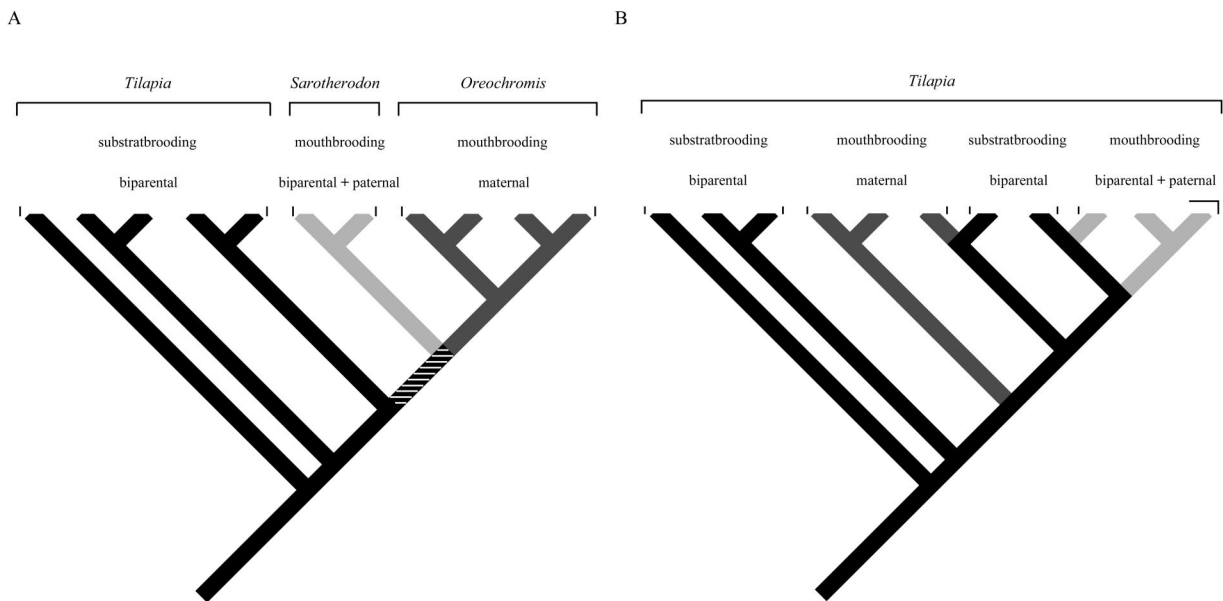 A
B
Tilapia
Sarotherodon
Oreochromis
substratbrooding
mouthbrooding
mouthbrooding
biparental
biparental + paternal
maternal
Tilapia
substratbrooding
mouthbrooding
substratbrooding
mouthbrooding
biparental
maternal
biparental
biparental + paternal